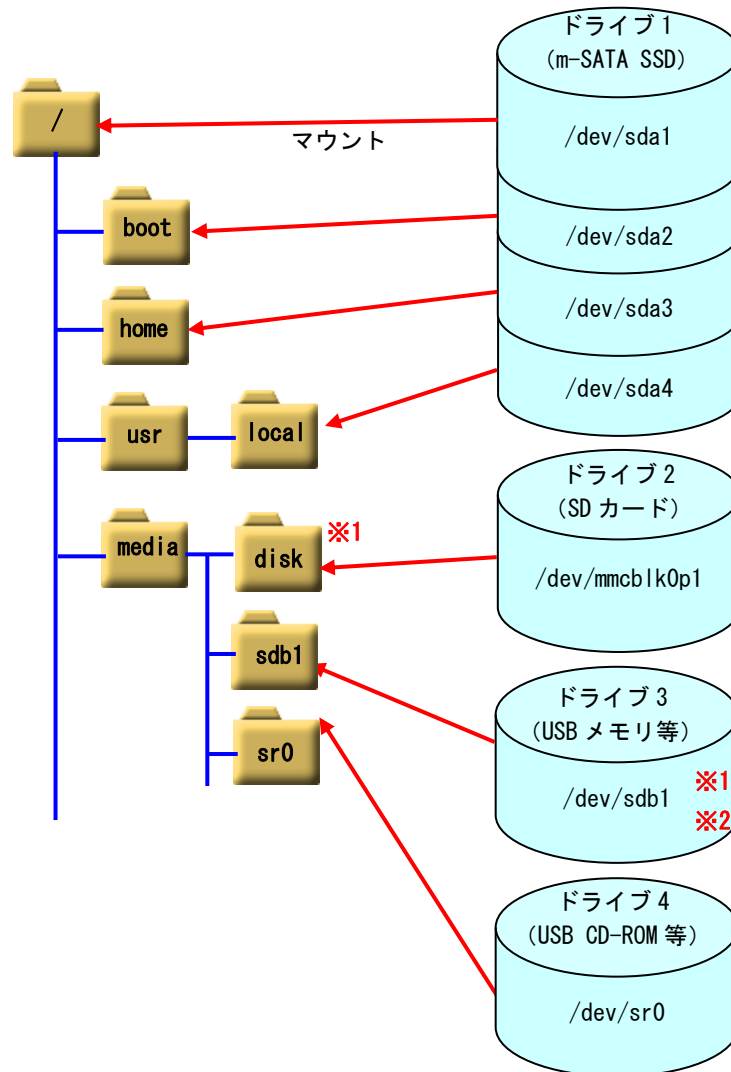 ドライブ 1
(m-SATA SSD)
/
マウント
/dev/sda1
boot
/dev/sda2
home
/dev/sda3
usr
local
/dev/sda4
ドライブ 2
(SD カード)
media
disk
※1
/dev/mmcblk0p1
sdb1
ドライブ 3
(USB メモリ等)
sr0
/dev/sdb1
※1
※2
ドライブ 4
(USB CD-ROM 等)
/dev/sr0